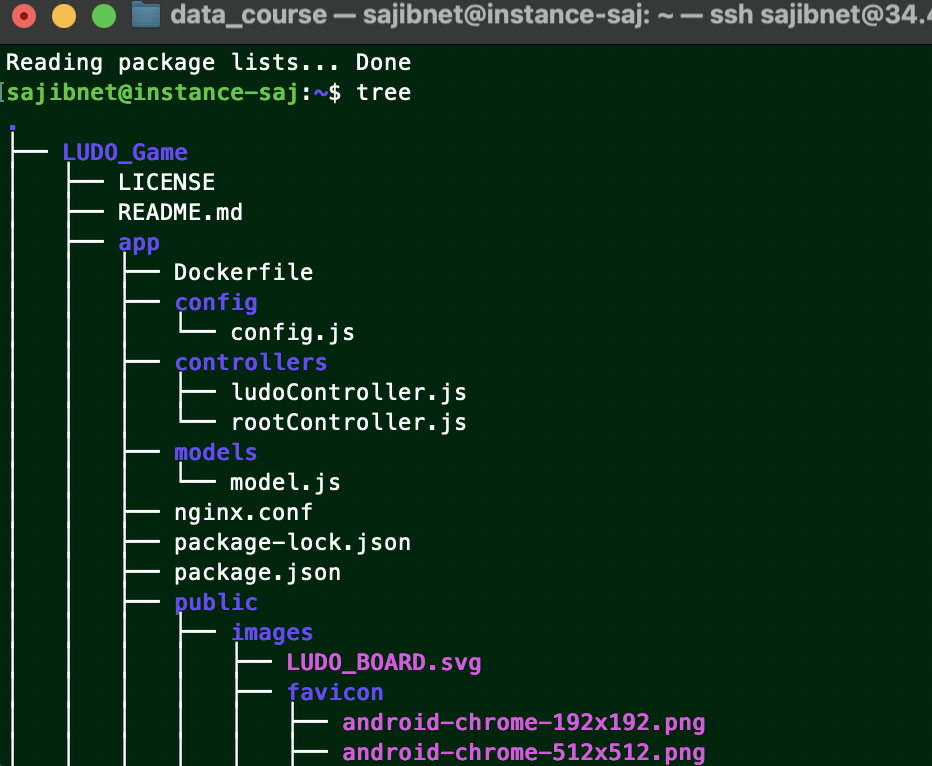 data_course — sajibnet@instance-saj: ~ — ssh sajibnet@34.
Reading package lists... Done
[sajibnet@instance-saj:~$ tree
.
├── LUDO_Game
│   ├── LICENSE
│   ├── README.md
│   ├── app
│   │   ├── Dockerfile
│   │   ├── config
│   │   │   └── config.js
│   │   ├── controllers
│   │   │   ├── ludoController.js
│   │   │   └── rootController.js
│   │   ├── models
│   │   │   └── model.js
│   │   ├── nginx.conf
│   │   ├── package-lock.json
│   │   ├── package.json
│   │   ├── public
│   │   │   ├── images
│   │   │   │   ├── LUDO_BOARD.svg
│   │   │   │   ├── favicon
│   │   │   │   │   ├── android-chrome-192x192.png
│   │   │   │   │   ├── android-chrome-512x512.png